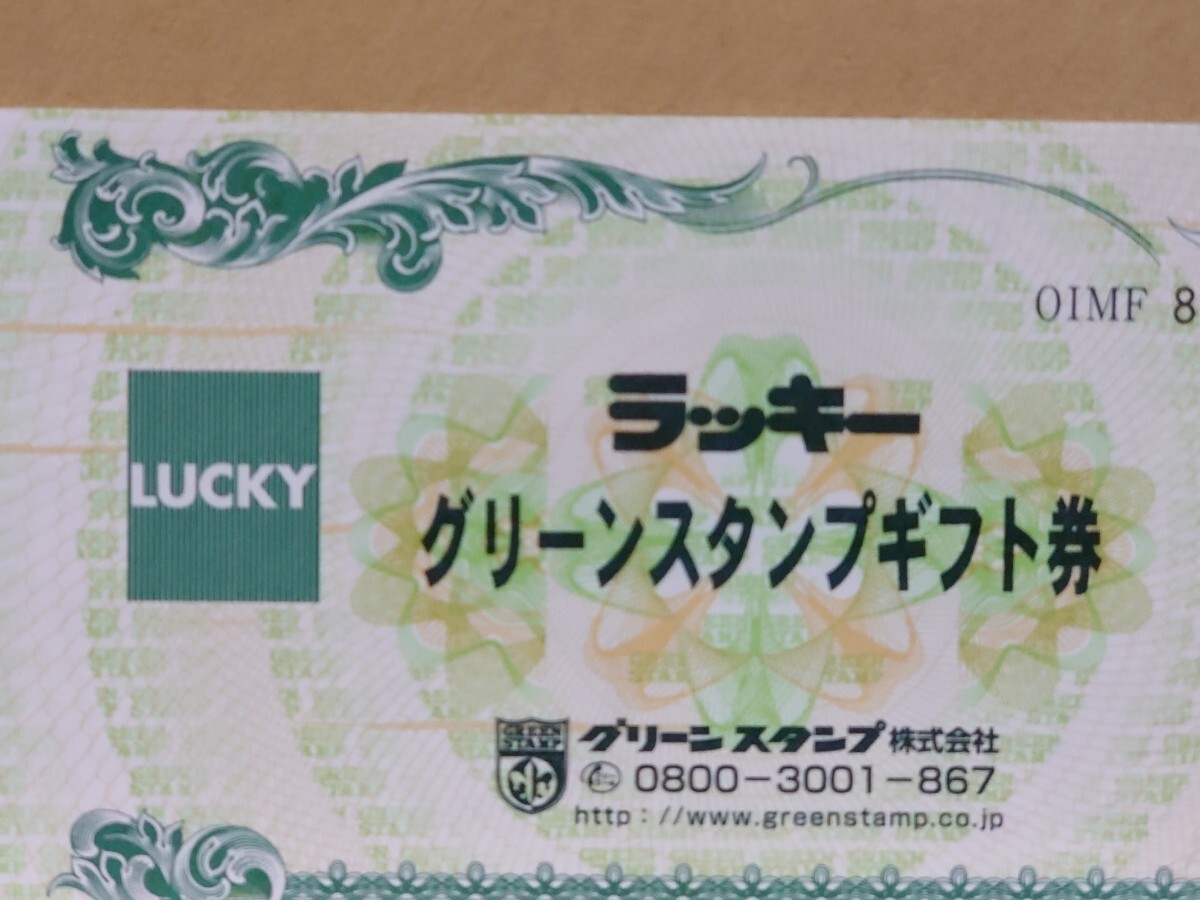 OIMF 8
LUCKY
ラッキー
グリーンスタンプギフト券
GREEN
STAMP
グリーンスタンプ株式会社
0800-3001-867
http://www.greenstamp.co.jp